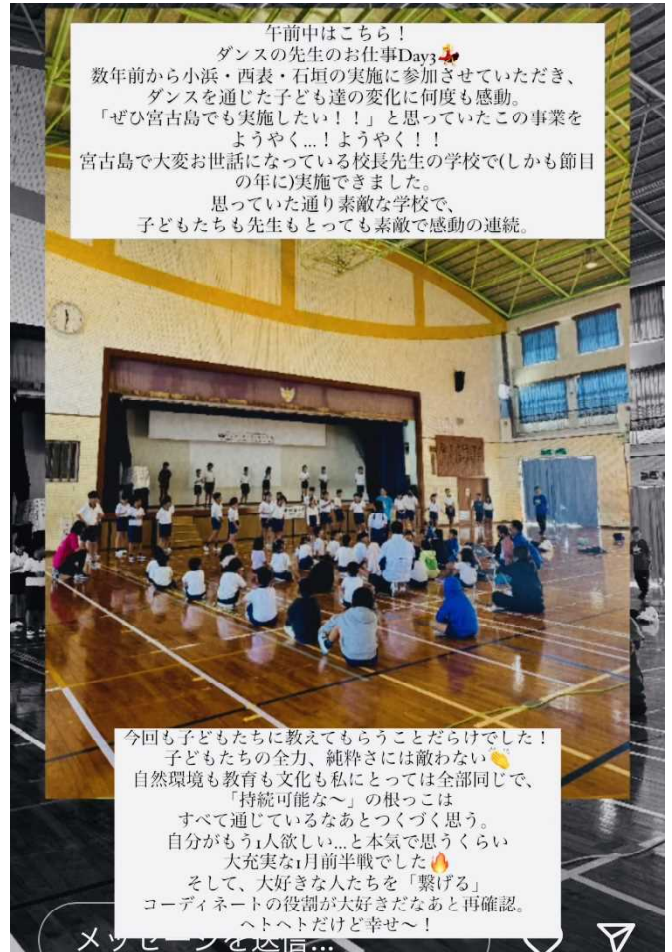 午前中はこちら!
ダンスの先生のお仕事Day3💃
数年前から小浜・西表・石垣の実施に参加させていただき、
ダンスを通じた子ども達の変化に何度も感動。
「ぜひ宮古島でも実施したい!!」と思っていたこの事業を
ようやく...!ようやく!!
宮古島で大変お世話になっている校長先生の学校で(しかも節目
の年に)実施できました。
思っていた通り素敵な学校で、
子どもたちも先生もとっても素敵で感動の連続。
今回も子どもたちに教えてもらうことだらけでした!
子どもたちの全力、純粋さには敵わない👏
自然環境も教育も文化も私にとっては全部同じで、
「持続可能な〜」の根っこは
すべて通じているなあとつくづく思う。
自分がもう1人欲しい...と本気で思うくらい
大充実な1月前半戦でした🔥
そして、大好きな人たちを「繋げる」
コーディネートの役割が大好きだなあと再確認。
ヘトヘトだけど幸せ〜!
メッセージを送信...